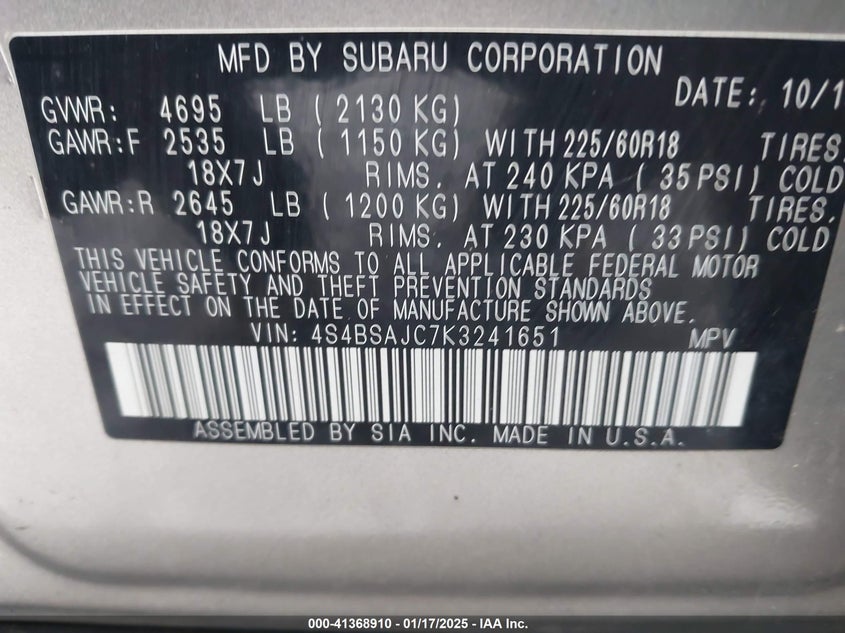 MFD BY SUBARU CORPORATION
DATE: 10/1
GVWR: 4695 LB ( 2130 KG)
GAWR:F 2535 LB ( 1150 KG) WITH 225/60R18 TIRES.
18X7J RIMS. AT 240 KPA ( 35 PSI) COLD
GAWR:R 2645 LB ( 1200 KG) WITH 225/60R18 TIRES.
18X7J RIMS. AT 230 KPA ( 33 PSI) COLD
THIS VEHICLE CONFORMS TO ALL APPLICABLE FEDERAL MOTOR
VEHICLE SAFETY AND THEFT PREVENTION STANDARDS
IN EFFECT ON THE DATE OF MANUFACTURE SHOWN ABOVE.
VIN: 4S4BSAJC7K3241651 MPV
ASSEMBLED BY SIA INC. MADE IN U.S.A.
000-41368910 — 01/17/2025 - IAA Inc.